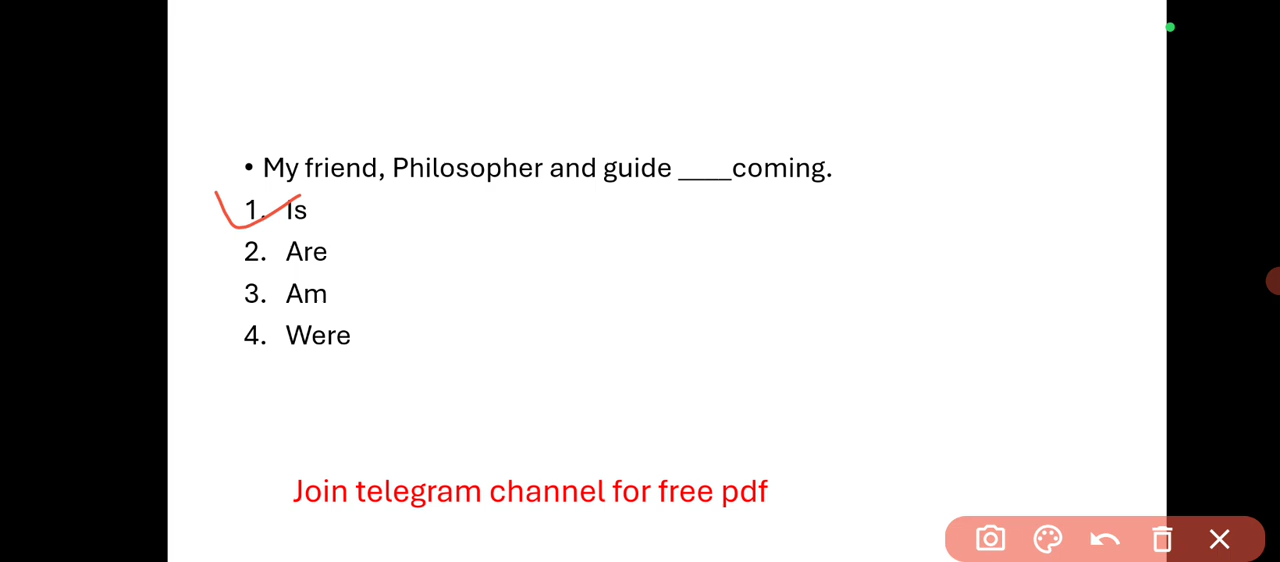 • My friend, Philosopher and guide ____coming.
1. Is
2. Are
3. Am
4. Were
Join telegram channel for free pdf